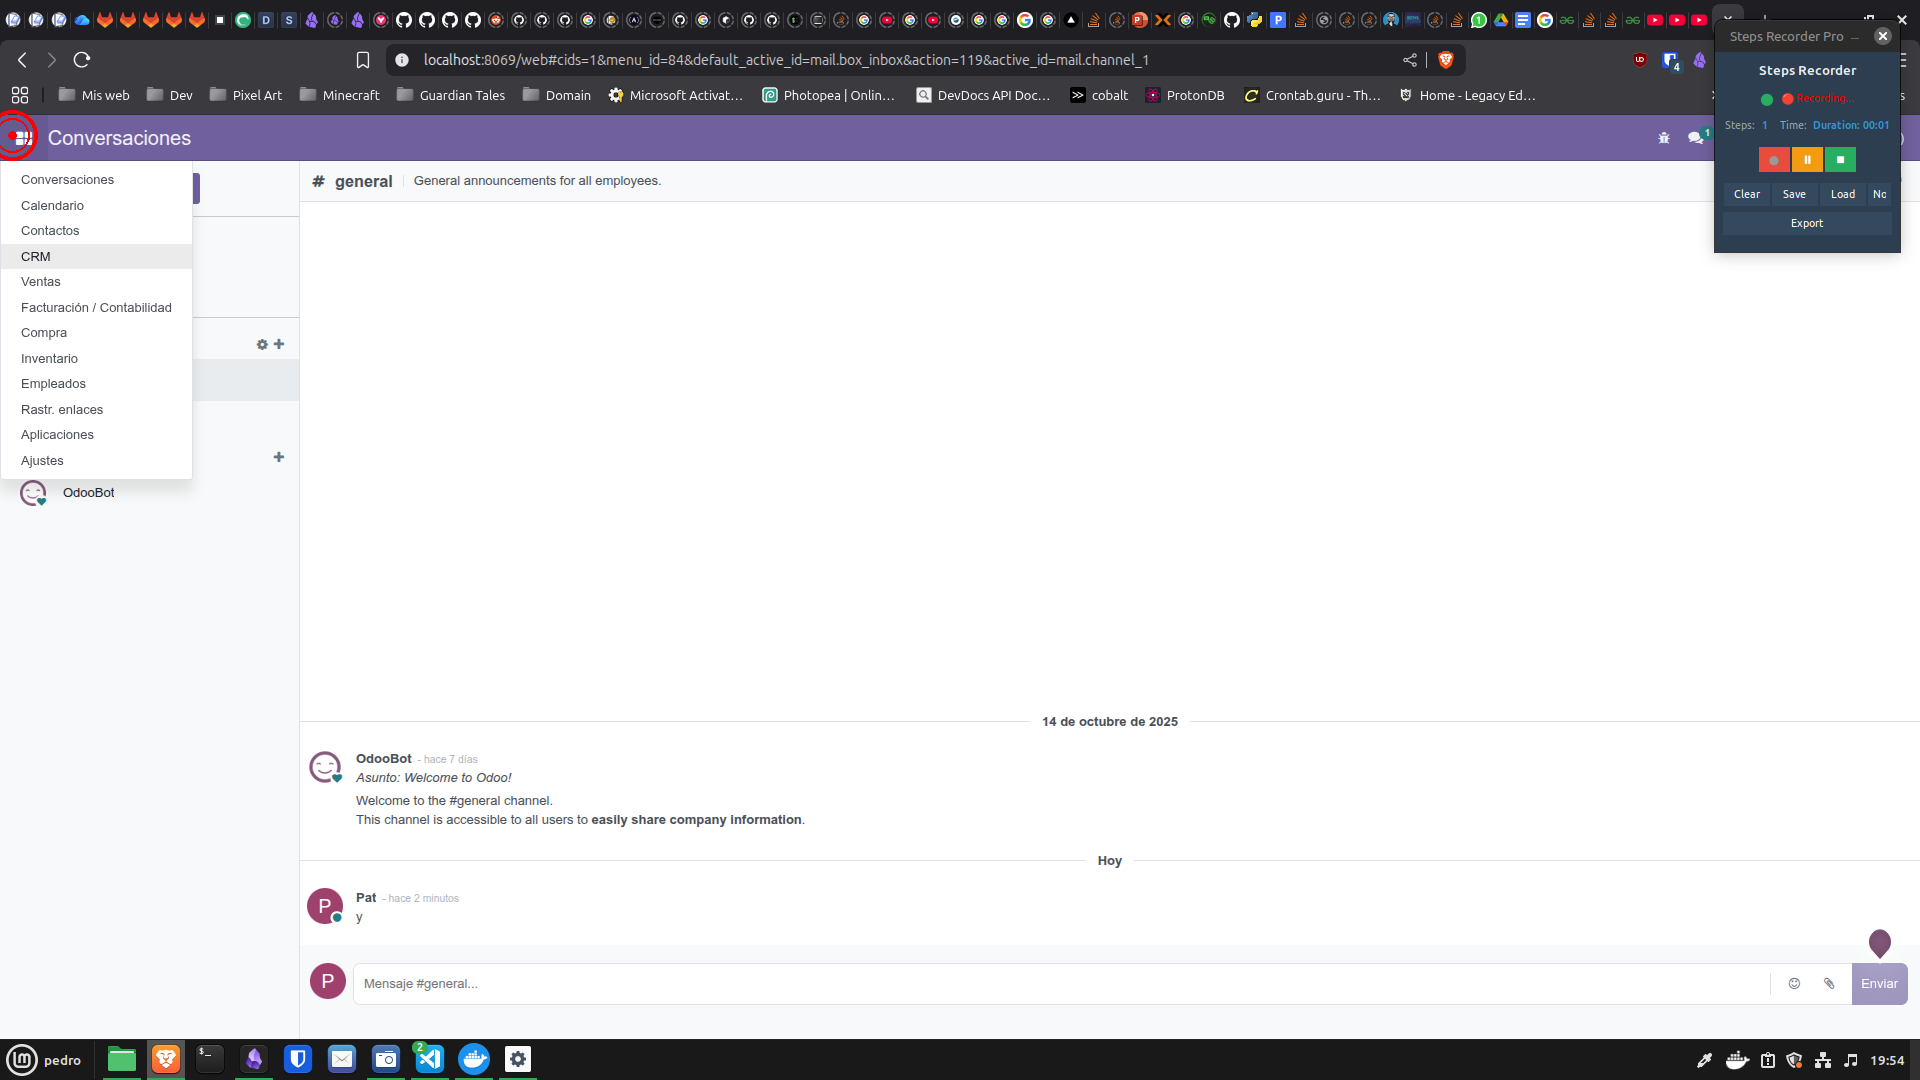 localhost:8069/web#cids=1&menu_id=84&default_active_id=mail.box_inbox&action=119&active_id=mail.channel_1
4
Mis web
Dev
Pixel Art
Minecraft
Guardian Tales
Domain
Microsoft Activat...
Photopea | Onlin...
DevDocs API Doc...
cobalt
ProtonDB
Crontab.guru - Th...
Home - Legacy Ed...
Steps Recorder Pro
Steps Recorder
Recording...
Steps: 1 Time: Duration: 00:01
Clear Save Load No
Export
Conversaciones
1
Conversaciones
Calendario
Contactos
CRM
Ventas
Facturación / Contabilidad
Compra
Inventario
Empleados
Rastr. enlaces
Aplicaciones
Ajustes
OdooBot
# general
General announcements for all employees.
14 de octubre de 2025
OdooBot - hace 7 días
Asunto: Welcome to Odoo!
Welcome to the #general channel.
This channel is accessible to all users to easily share company information.
Hoy
P
Pat - hace 2 minutos
y
P
Mensaje #general...
Enviar
pedro
2
19:54